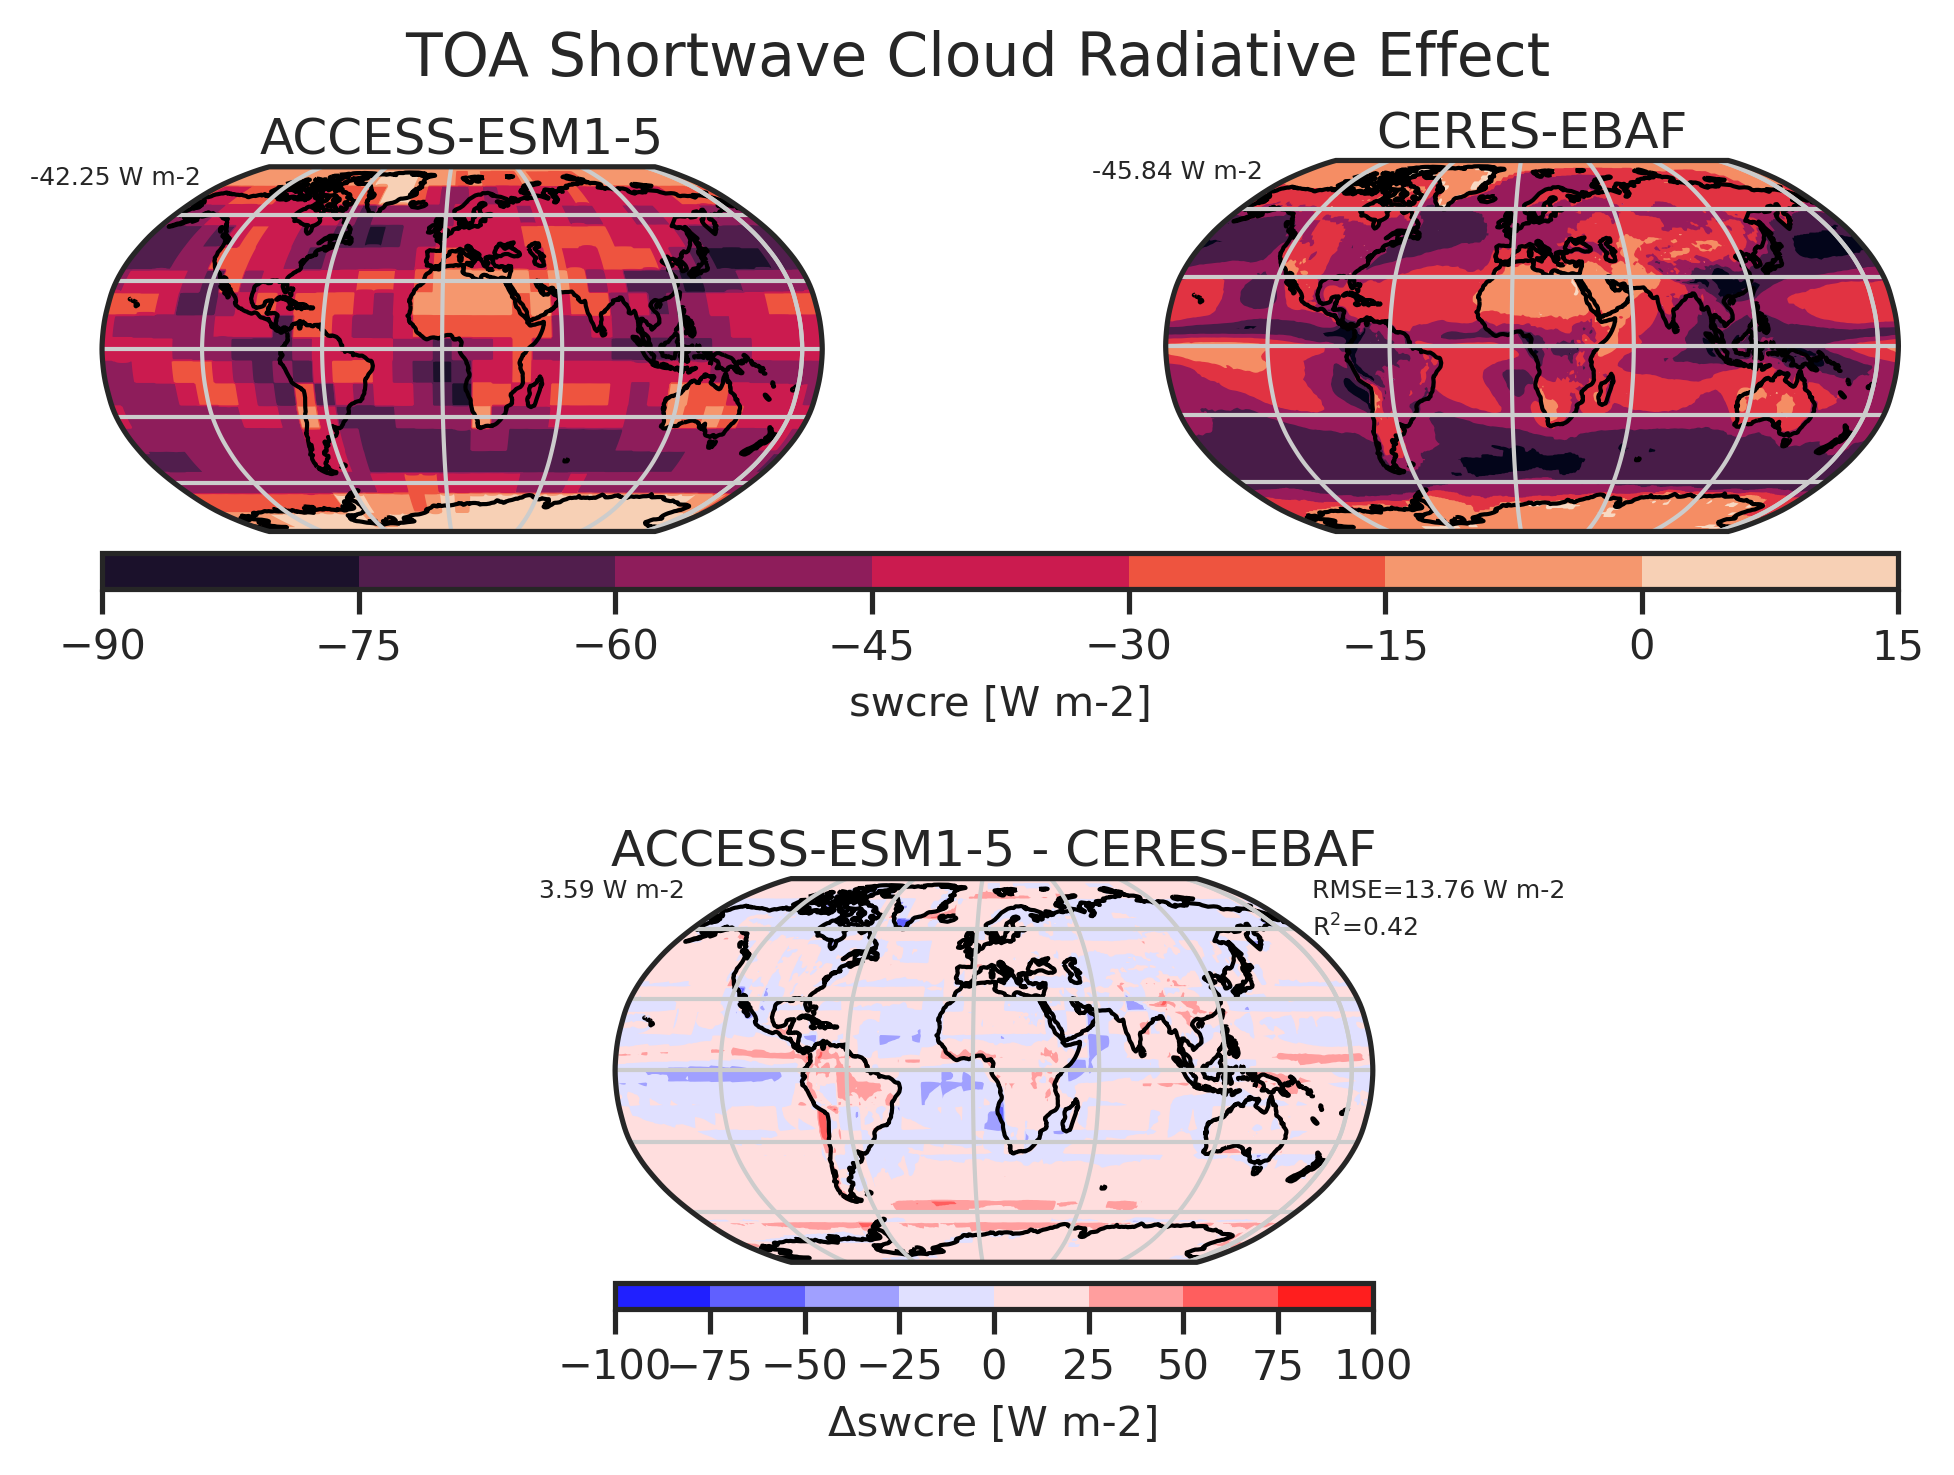 TOA Shortwave Cloud Radiative Effect
ACCESS-ESM1-5
CERES-EBAF
-42.25 W m-2
-45.84 W m-2
−90 −75 −60 −45 −30 −15 0 15
swcre [W m-2]
ACCESS-ESM1-5 - CERES-EBAF
3.59 W m-2
RMSE=13.76 W m-2
R²=0.42
−100 −75 −50 −25 0 25 50 75 100
Δswcre [W m-2]